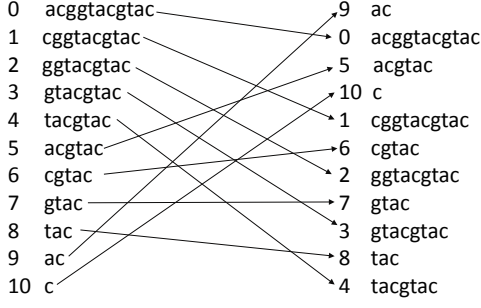 0 acggtacgtac 9 ac
1 cggtacgtac 0 acggtacgtac
2 ggtacgtac 5 acgtac
3 gtacgtac 10 c
4 tacgtac 1 cggtacgtac
5 acgtac 6 cgtac
6 cgtac 2 ggtacgtac
7 gtac 7 gtac
8 tac 3 gtacgtac
9 ac 8 tac
10 c 4 tacgtac